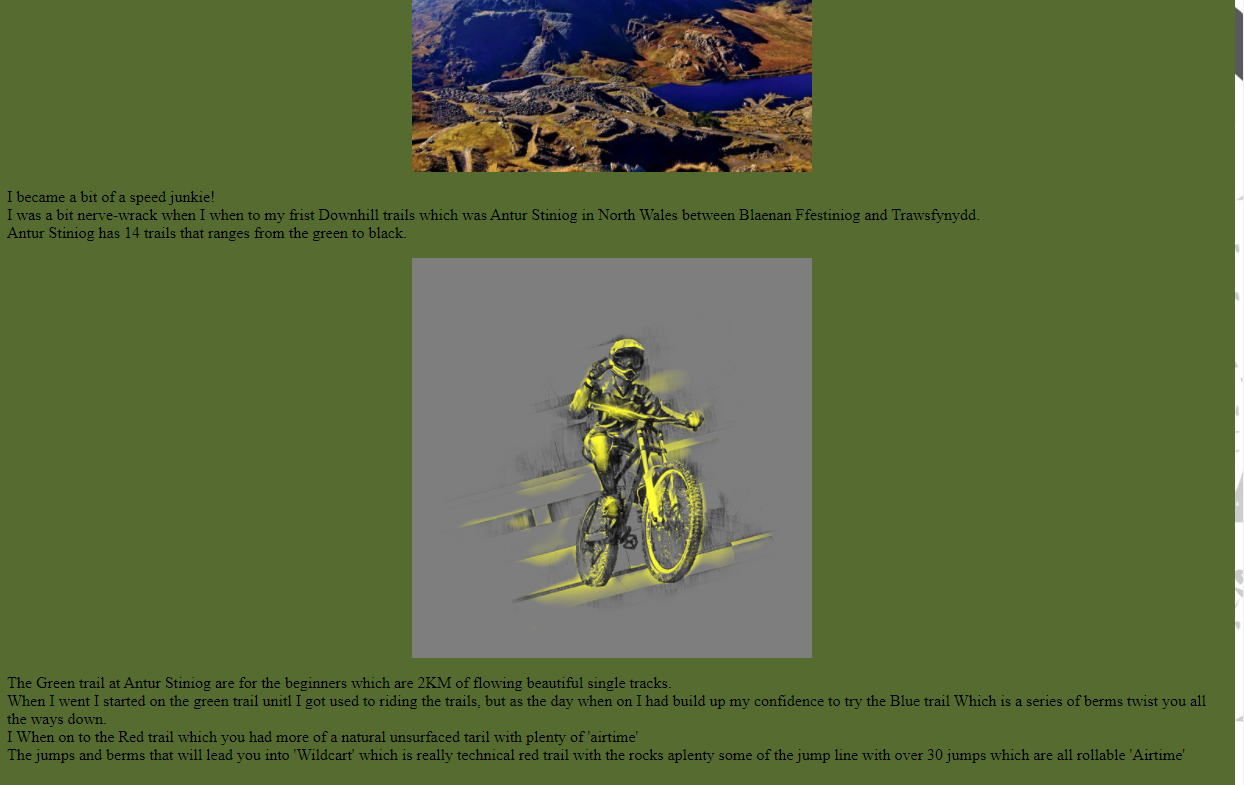 I became a bit of a speed junkie!
I was a bit nerve-wrack when I when to my frist Downhill trails which was Antur Stiniog in North Wales between Blaenan Ffestiniog and Trawsfynydd.
Antur Stiniog has 14 trails that ranges from the green to black.
The Green trail at Antur Stiniog are for the beginners which are 2KM of flowing beautiful single tracks.
When I went I started on the green trail unitl I got used to riding the trails, but as the day when on I had build up my confidence to try the Blue trail Which is a series of berms twist you all
the ways down.
I When on to the Red trail which you had more of a natural unsurfaced taril with plenty of 'airtime'
The jumps and berms that will lead you into 'Wildcart' which is really technical red trail with the rocks aplenty some of the jump line with over 30 jumps which are all rollable 'Airtime'